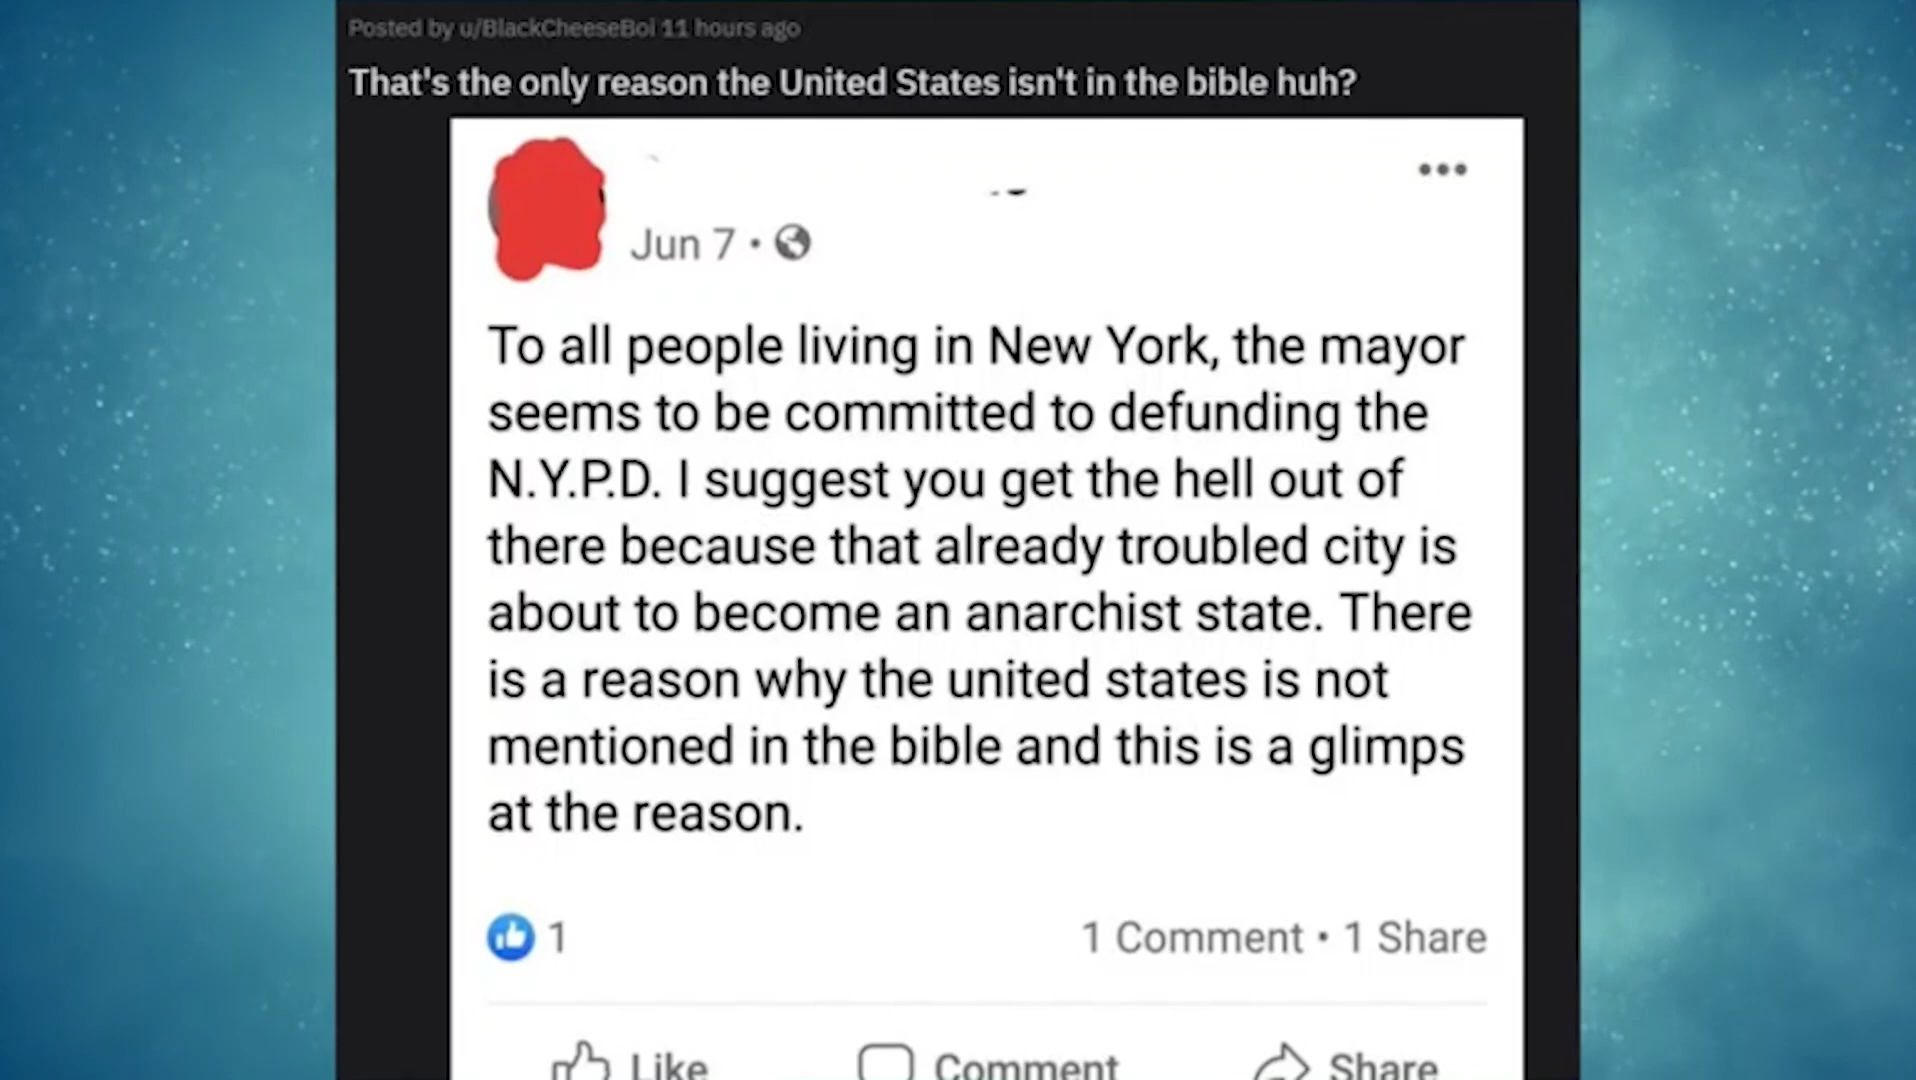 Posted by u/BlackCheeseBoi 11 hours ago
That's the only reason the United States isn't in the bible huh?
Jun 7 •
To all people living in New York, the mayor
seems to be committed to defunding the
N.Y.P.D. I suggest you get the hell out of
there because that already troubled city is
about to become an anarchist state. There
is a reason why the united states is not
mentioned in the bible and this is a glimps
at the reason.
1
1 Comment • 1 Share
Like
Comment
Share